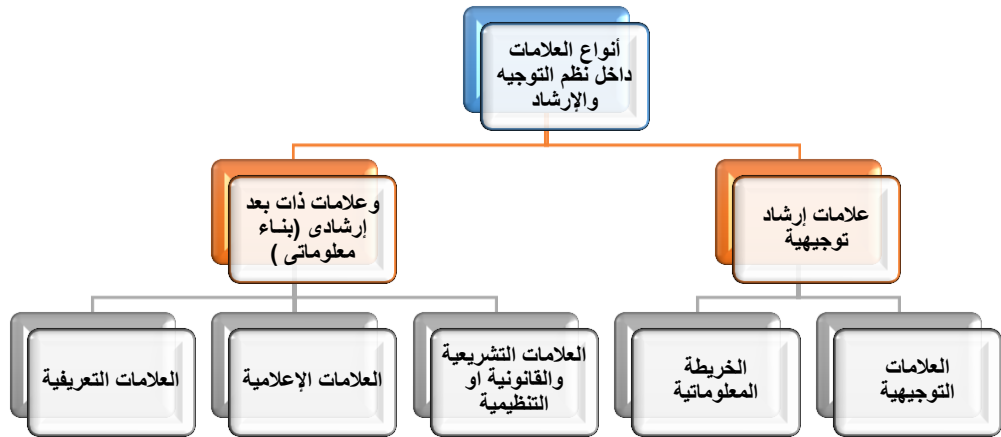 أنواع العلامات
داخل نظم التوجيه
والإرشاد
علامات إرشاد
توجيهية
وعلامات ذات بعد
إرشادى (بناء
معلوماتى )
العلامات
التوجيهية
الخريطة
المعلوماتية
العلامات التشريعية
والقانونية او
التنظيمية
العلامات الإعلامية
العلامات التعريفية